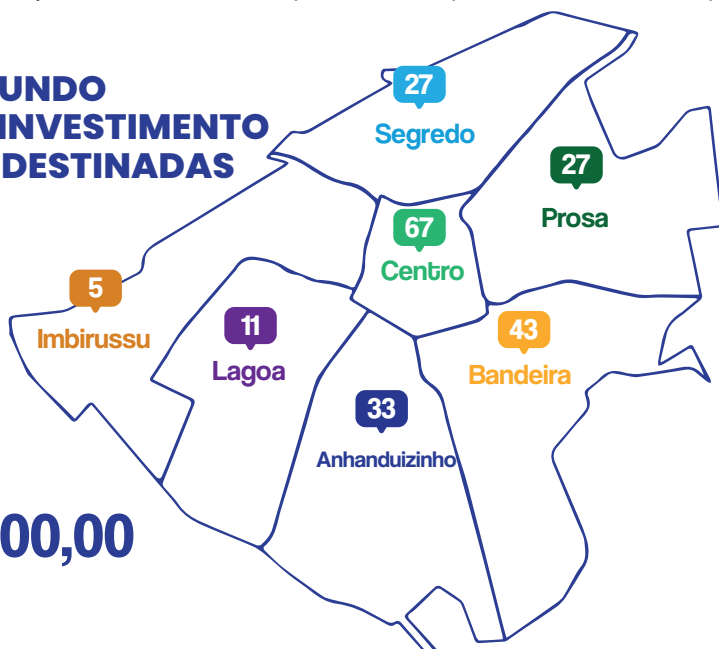 UNDO
INVESTIMENTO
DESTINADAS
27
Segredo
27
Prosa
67
Centro
5
Imbirussu
11
Lagoa
43
Bandeira
33
Anhanduizinho
00,00